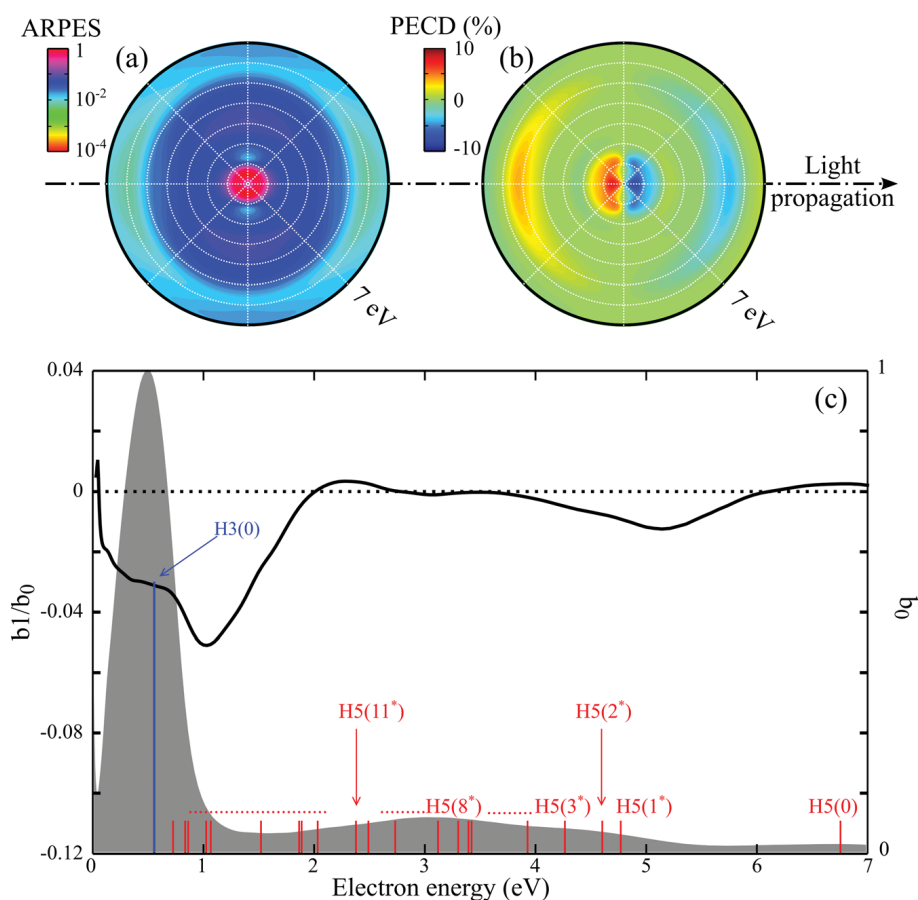 ARPES
1
10^-2
10^-4
(a)
7 eV
PECD (%)
10
0
-10
(b)
7 eV
Light
propagation
(c)
0.04
0
-0.04
-0.08
-0.12
b1/b₀
1
0
b₀
H3(0)
H5(11*)
H5(2*)
H5(8*)
H5(3*)
H5(1*)
H5(0)
0 1 2 3 4 5 6 7
Electron energy (eV)